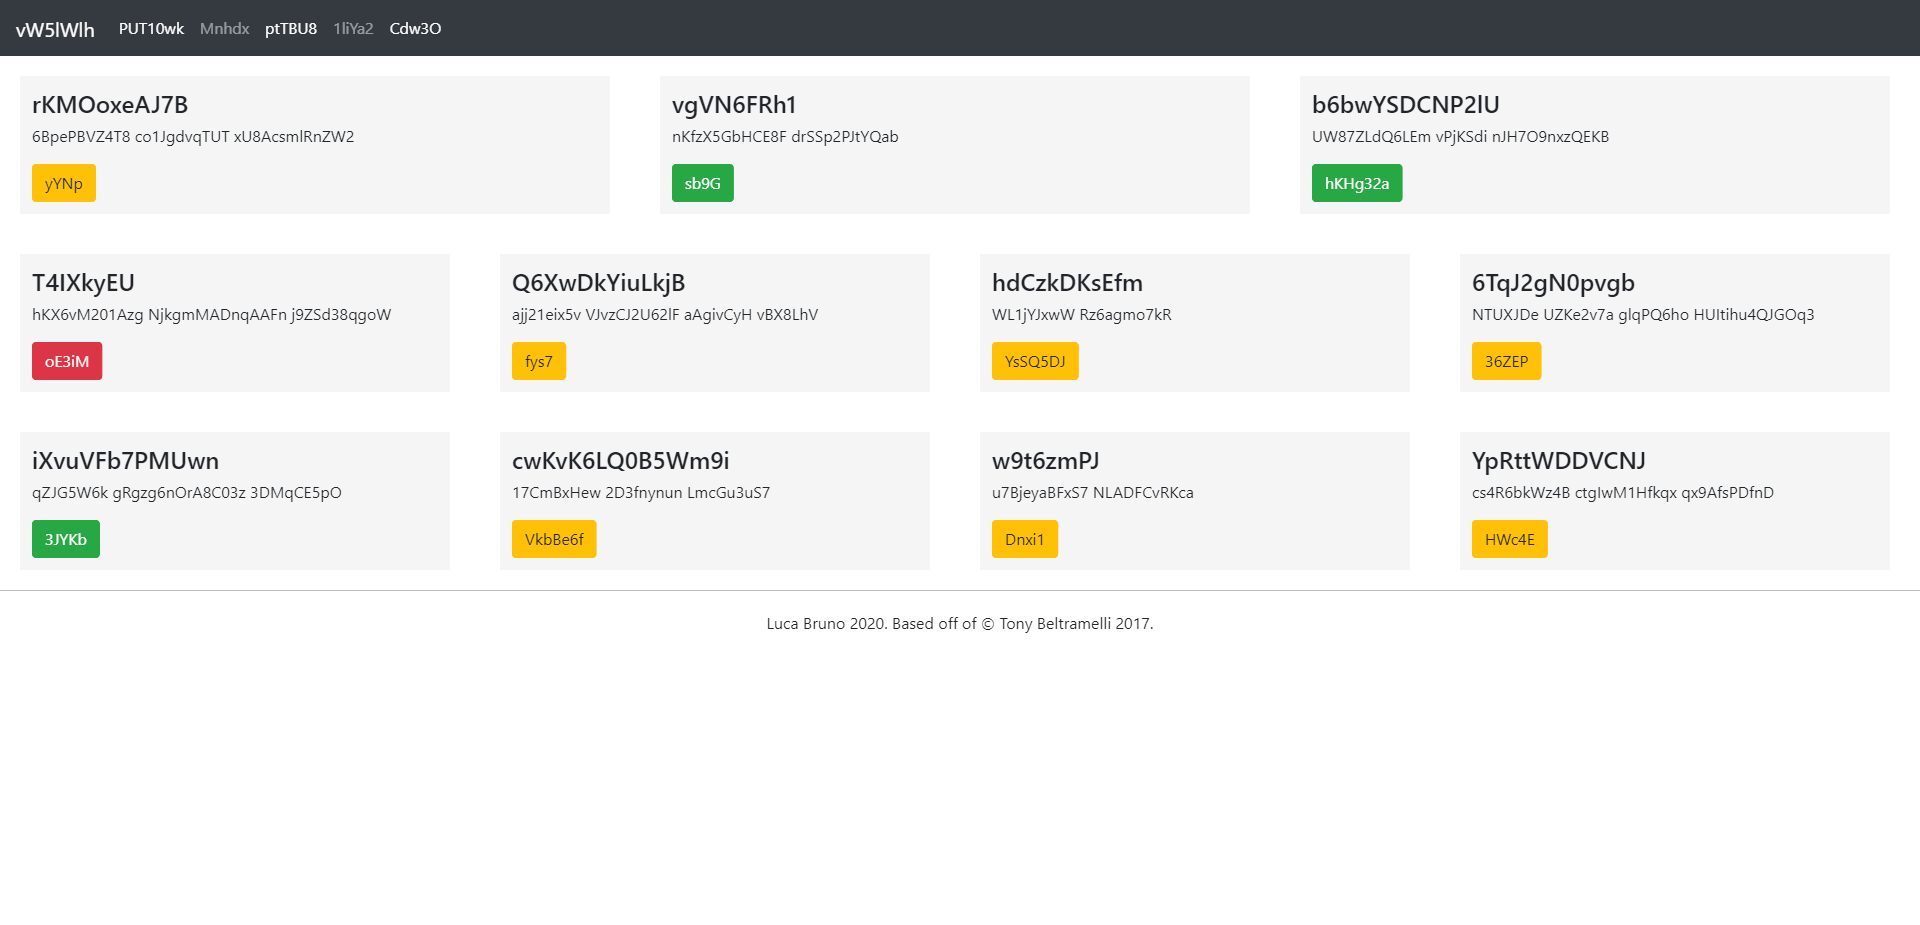 vW5lWlh PUT10wk Mnhdx ptTBU8 1liYa2 Cdw3O
rKMOoxeAJ7B
6BpePBVZ4T8 co1JgdvqTUT xU8AcsmlRnZW2
yYNp
vgVN6FRh1
nKfzX5GbHCE8F drSSp2PJtYQab
sb9G
b6bwYSDCNP2lU
UW87ZLdQ6LEm vPjKSdi nJH7O9nxzQEKB
hKHg32a
T4IXkyEU
hKX6vM201Azg NjkgmMADnqAAFn j9ZSd38qgoW
oE3iM
Q6XwDkYiuLkjB
ajj21eix5v VJvzCJ2U62lF aAgivCyH vBX8LhV
fys7
hdCzkDKsEfm
WL1jYJxwW Rz6agmo7kR
YsSQ5DJ
6TqJ2gN0pvgb
NTUXJDe UZKe2v7a glqPQ6ho HUItihu4QJGOq3
36ZEP
iXvuVFb7PMUwn
qZJG5W6k gRgzg6nOrA8C03z 3DMqCE5pO
3JYKb
cwKvK6LQ0B5Wm9i
17CmBxHew 2D3fnynun LmcGu3uS7
VkbBe6f
w9t6zmPJ
u7BjeyaBFxS7 NLADFCvRKca
Dnxi1
YpRttWDDVCNJ
cs4R6bkWz4B ctgIwM1Hfkqx qx9AfsPDfnD
HWc4E
Luca Bruno 2020. Based off of © Tony Beltramelli 2017.